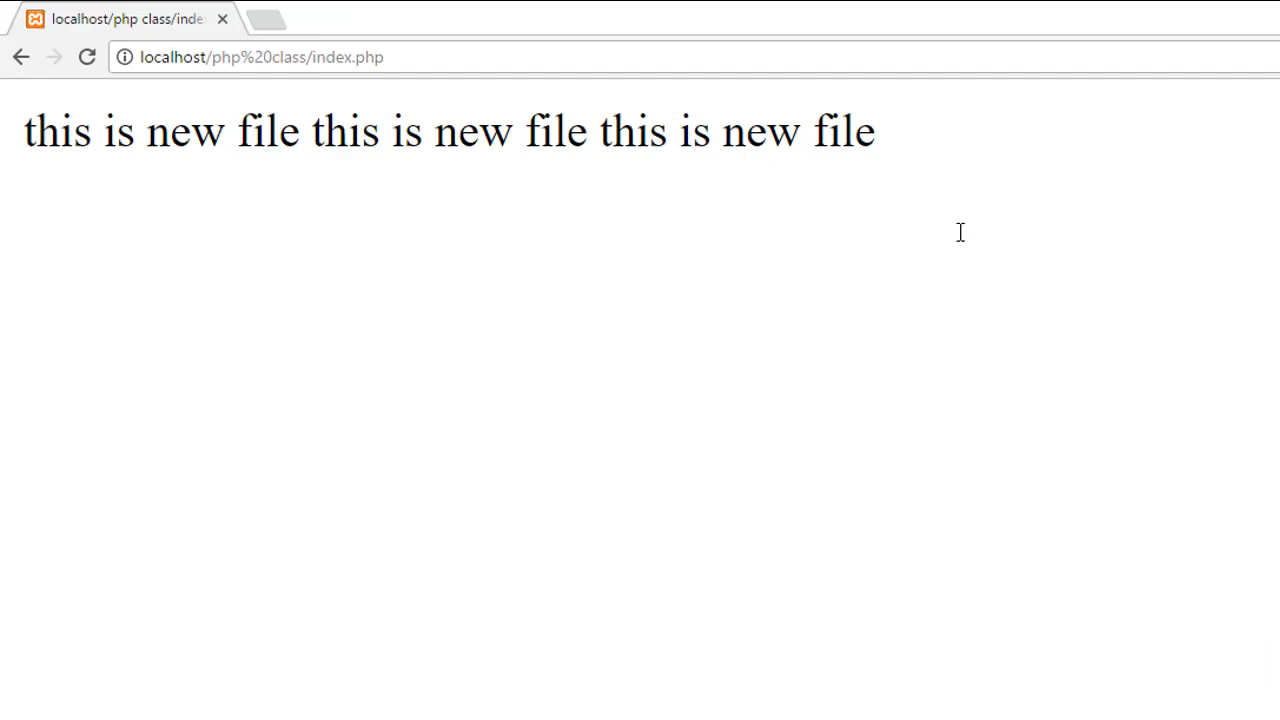 localhost/php class/inde
localhost/php%20class/index.php
this is new file this is new file this is new file